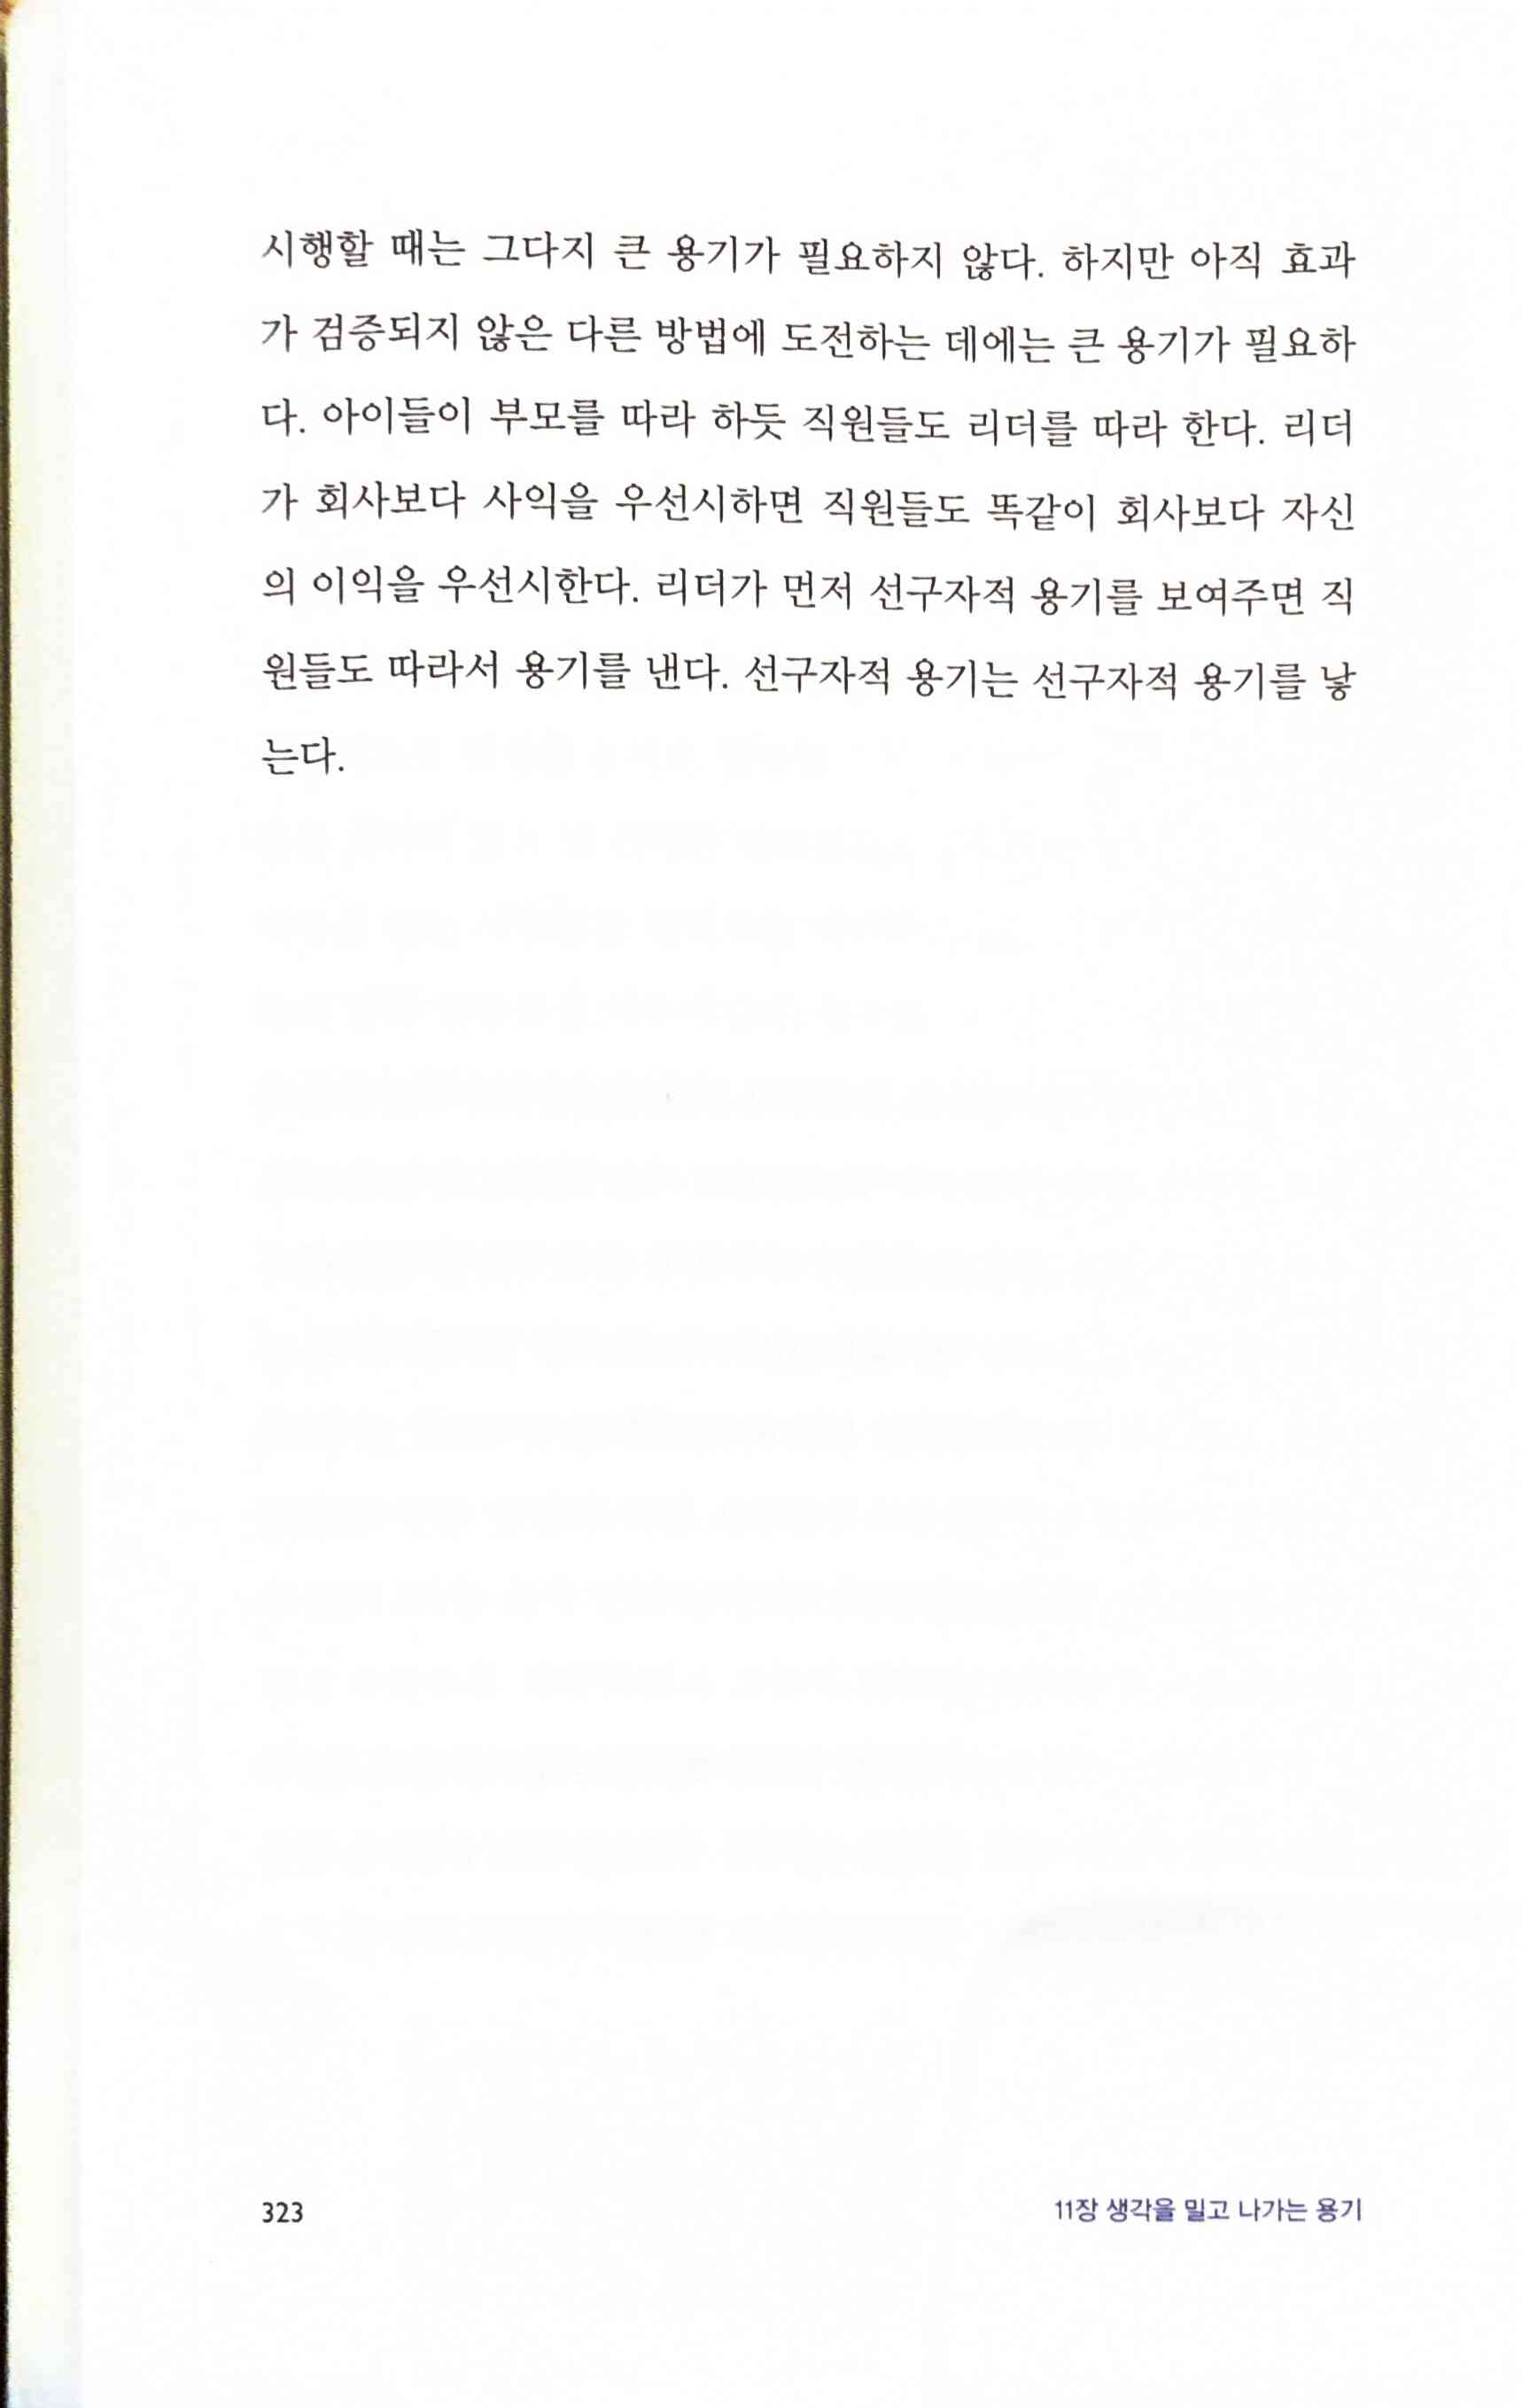 시행할 때는 그다지 큰 용기가 필요하지 않다. 하지만 아직 효과
가 검증되지 않은 다른 방법에 도전하는 데에는 큰 용기가 필요하
다. 아이들이 부모를 따라 하듯 직원들도 리더를 따라 한다. 리더
가 회사보다 사익을 우선시하면 직원들도 똑같이 회사보다 자신
의 이익을 우선시한다. 리더가 먼저 선구자적 용기를 보여주면 직
원들도 따라서 용기를 낸다. 선구자적 용기는 선구자적 용기를 낳
는다.
323 11장 생각을 밀고 나가는 용기